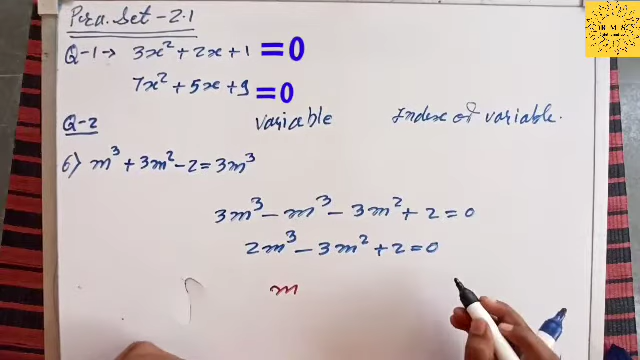 Pra. Set - 2.1
Q-1→ 3x² + 2x + 1 = 0
7x² + 5x + 9 = 0
Q-2 variable Index of variable.
6) m³ + 3m² - 2 = 3m³
3m³ - m³ - 3m² + 2 = 0
2m³ - 3m² + 2 = 0
m